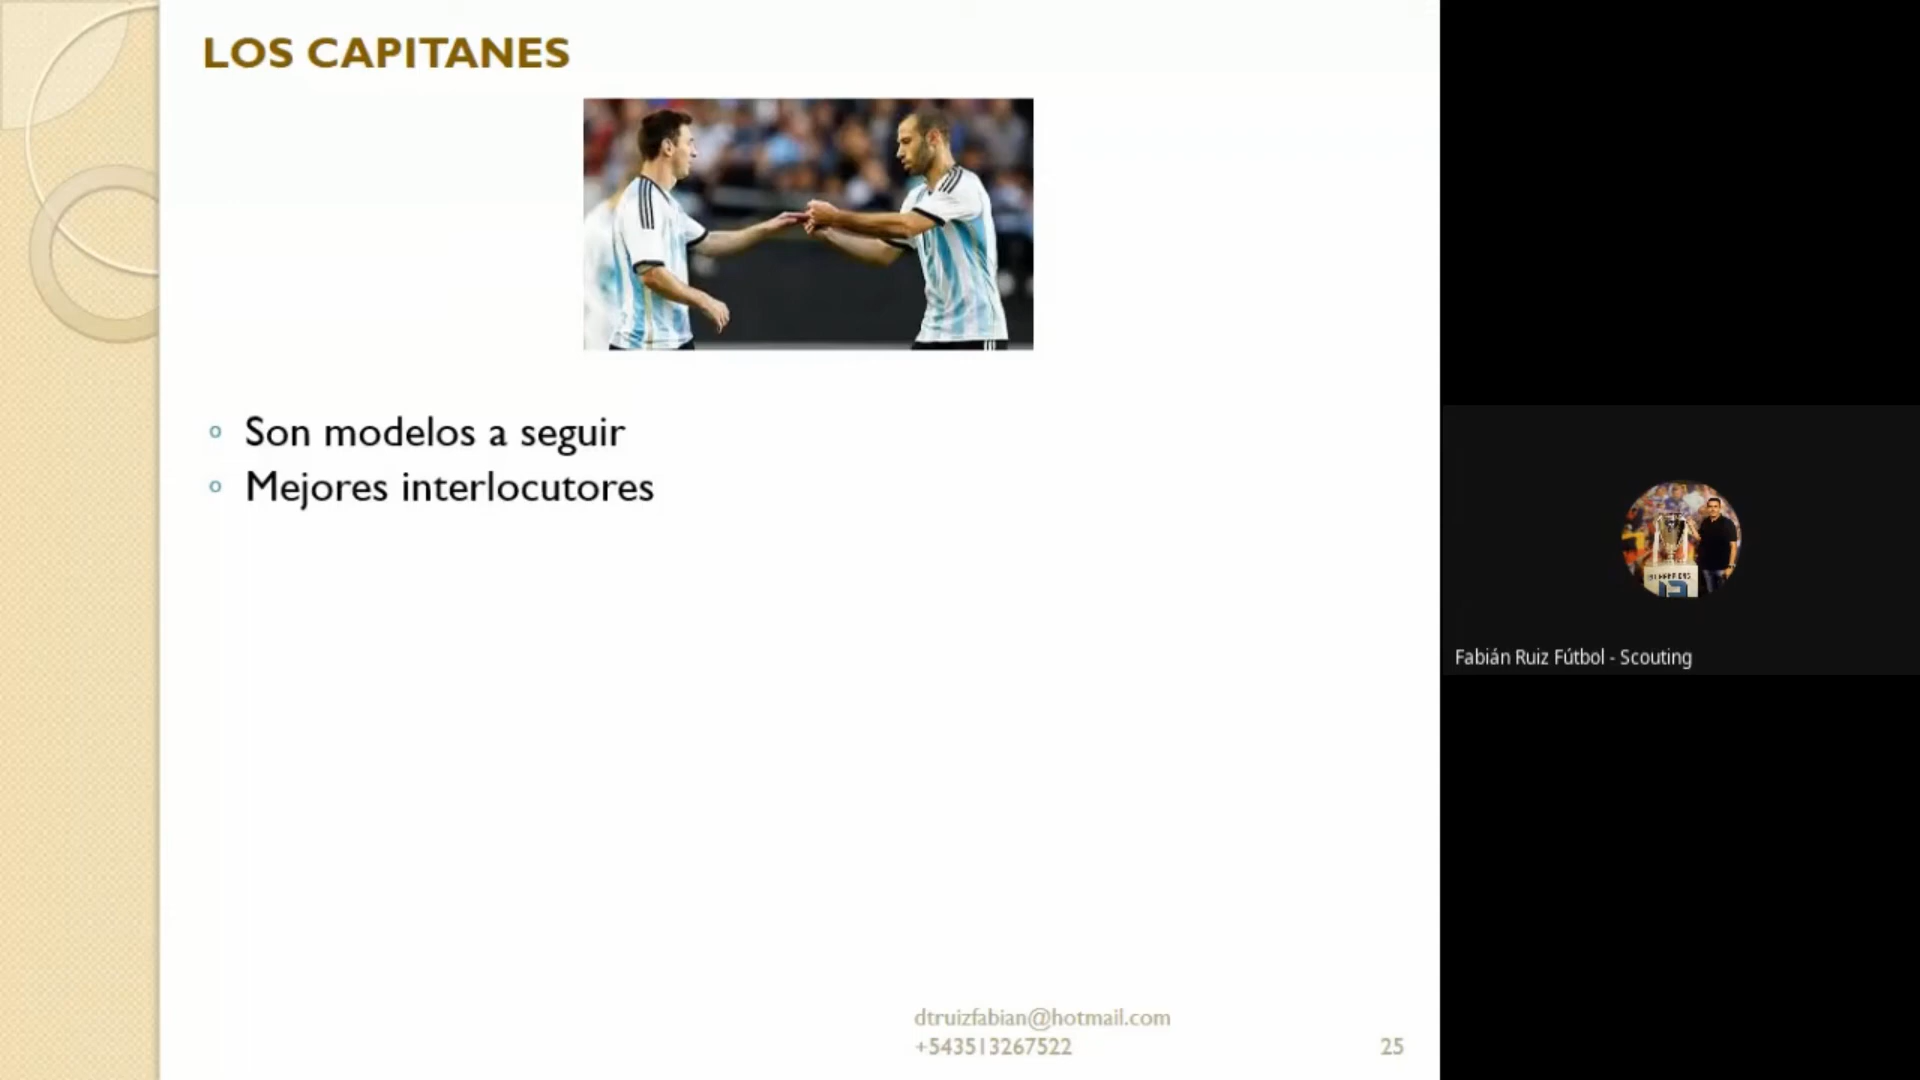 LOS CAPITANES
Son modelos a seguir
Mejores interlocutores
dtruizfabian@hotmail.com
+543513267522
25
Fabián Ruiz Fútbol - Scouting